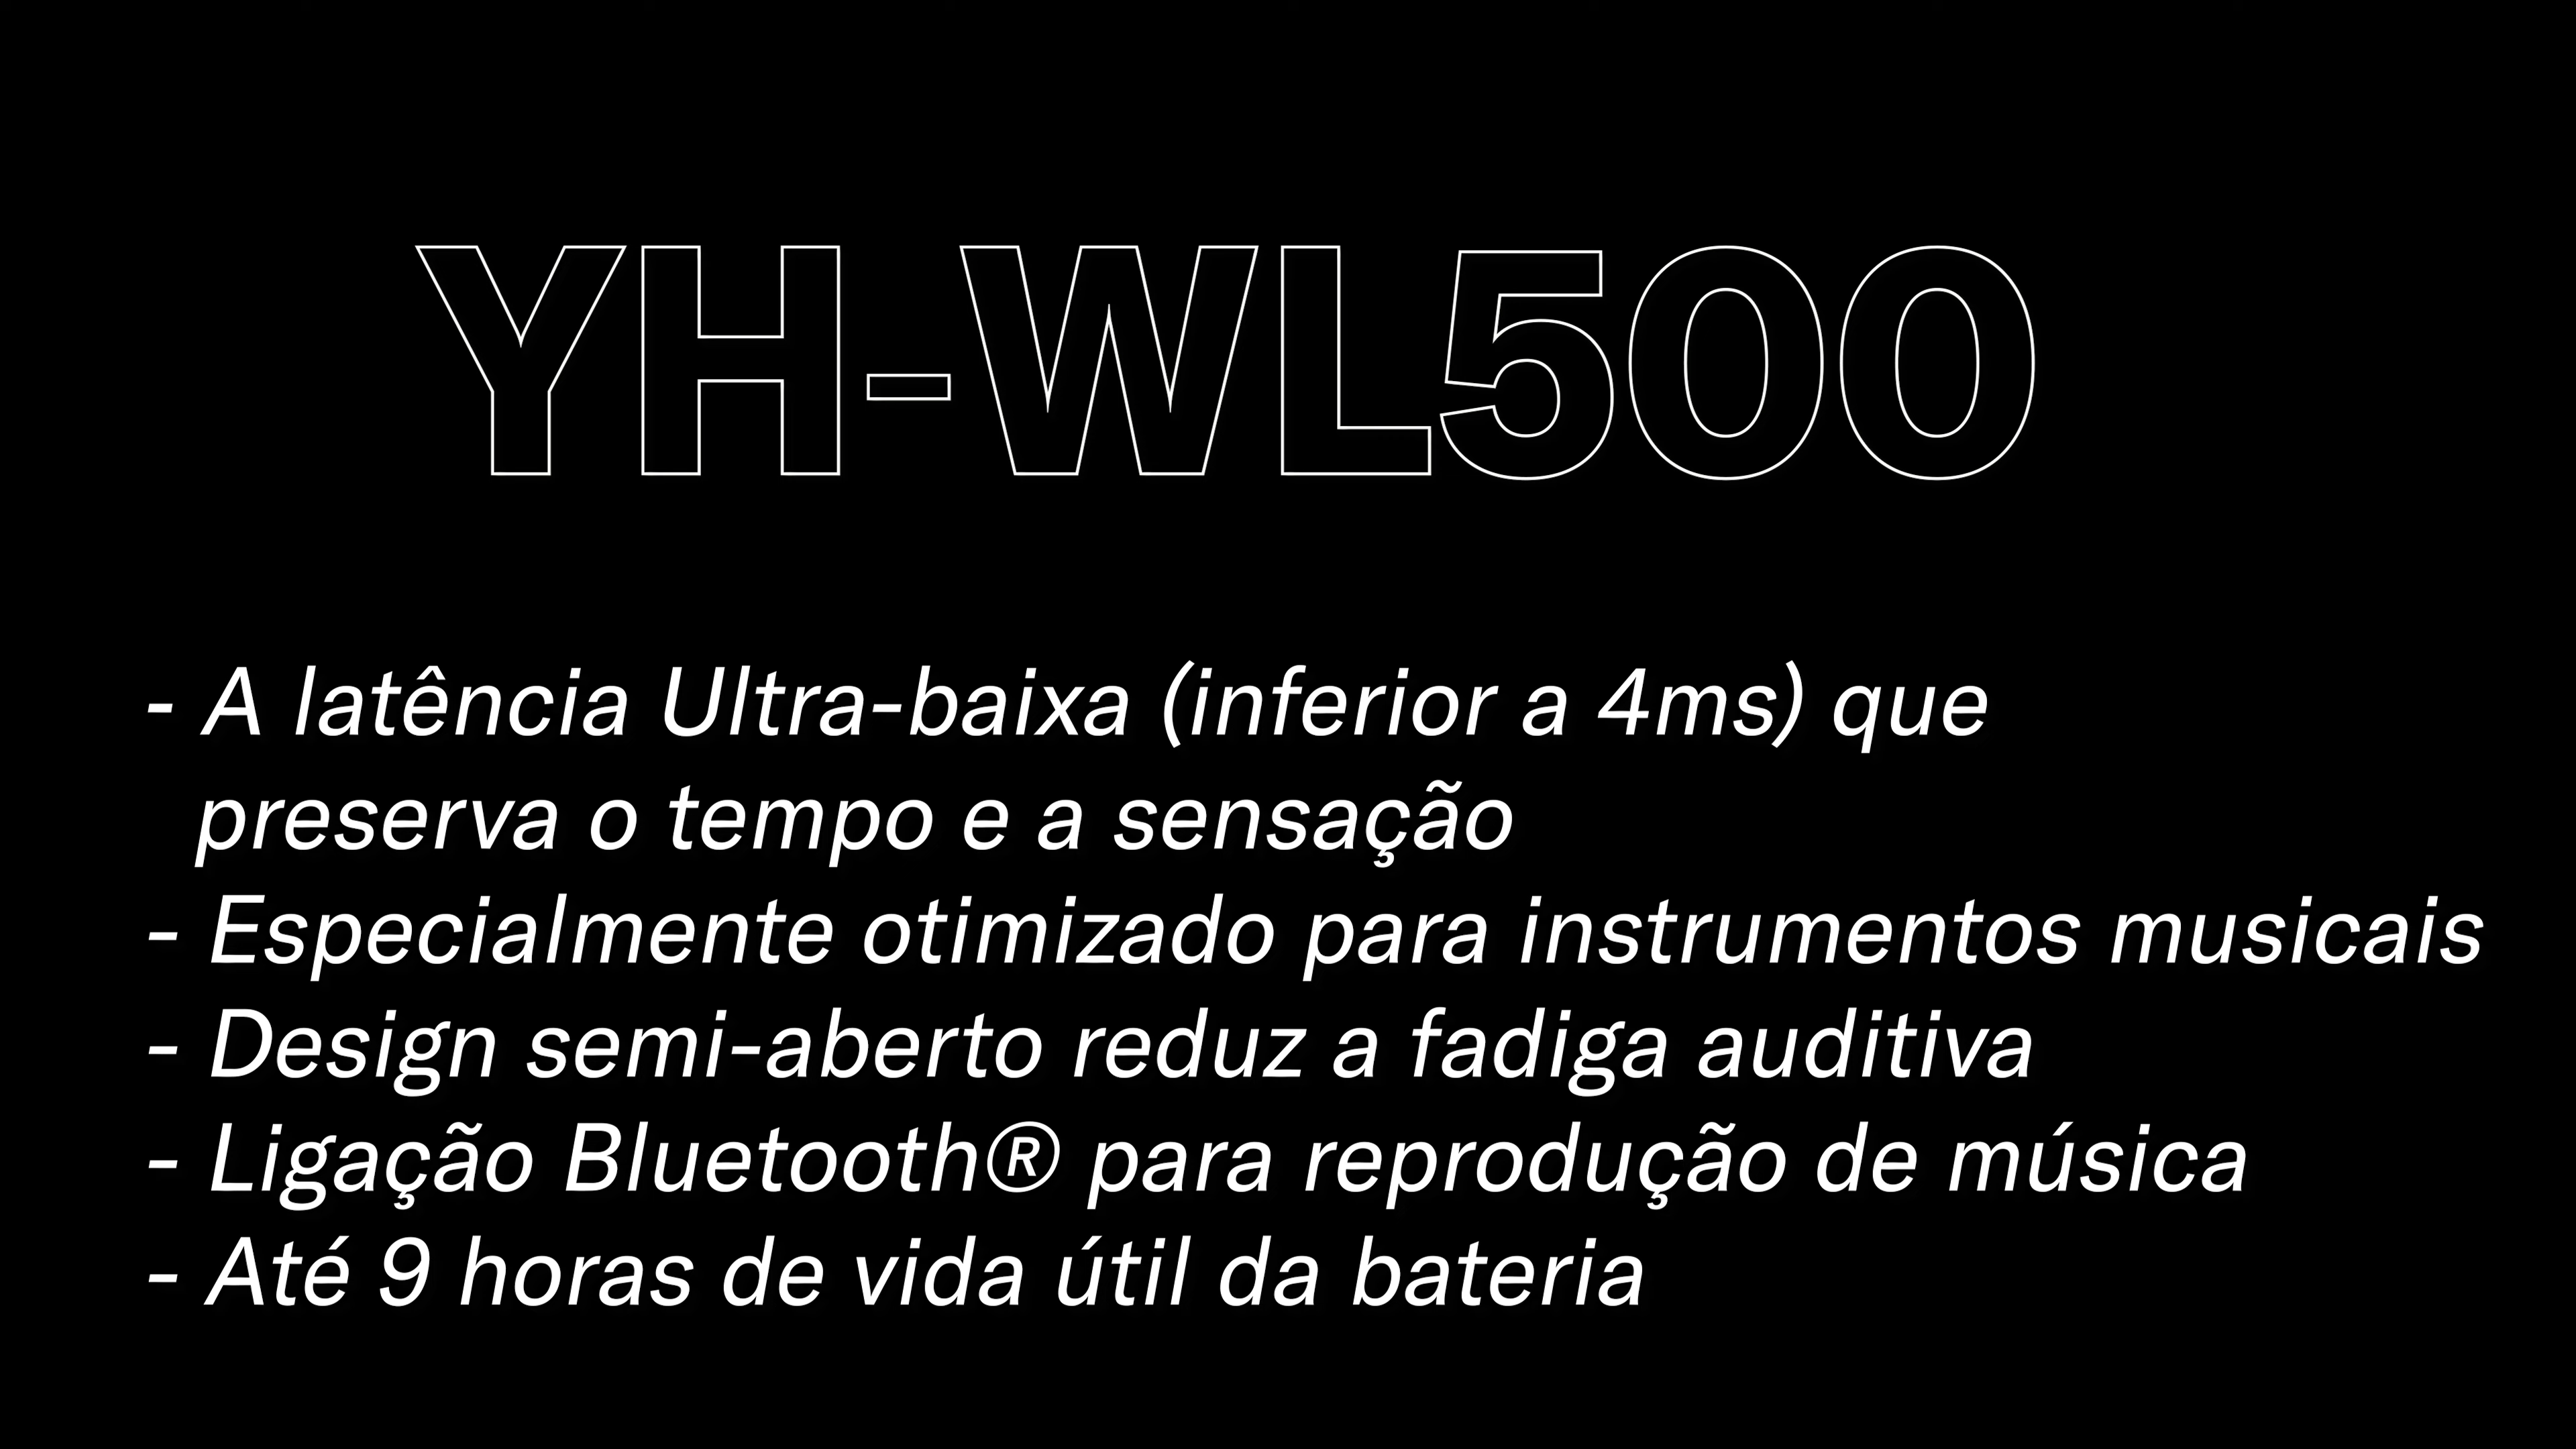 YH-WL500
- A latência Ultra-baixa (inferior a 4ms) que
preserva o tempo e a sensação
- Especialmente otimizado para instrumentos musicais
- Design semi-aberto reduz a fadiga auditiva
- Ligação Bluetooth® para reprodução de música
- Até 9 horas de vida útil da bateria